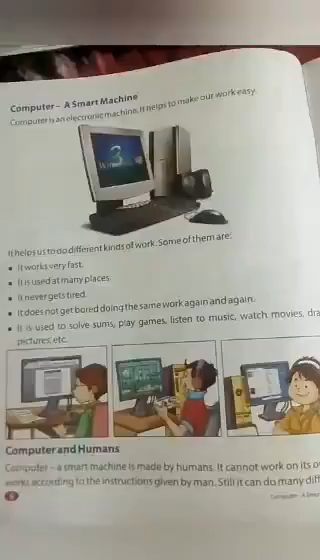 Computer - A Smart Machine
Computer is an electronic machine. It helps to make our work easy.
3
It helps us to do different kinds of work. Some of them are:
• It works very fast.
• It is used at many places.
• It never gets tired.
• It does not get bored doing the same work again and again.
• It is used to solve sums, play games, listen to music, watch movies, dra
pictures, etc.
Computer and Humans
Computer - a smart machine is made by humans. It cannot work on its o
works according to the instructions given by man. Still it can do many diff
Computer - A Smar